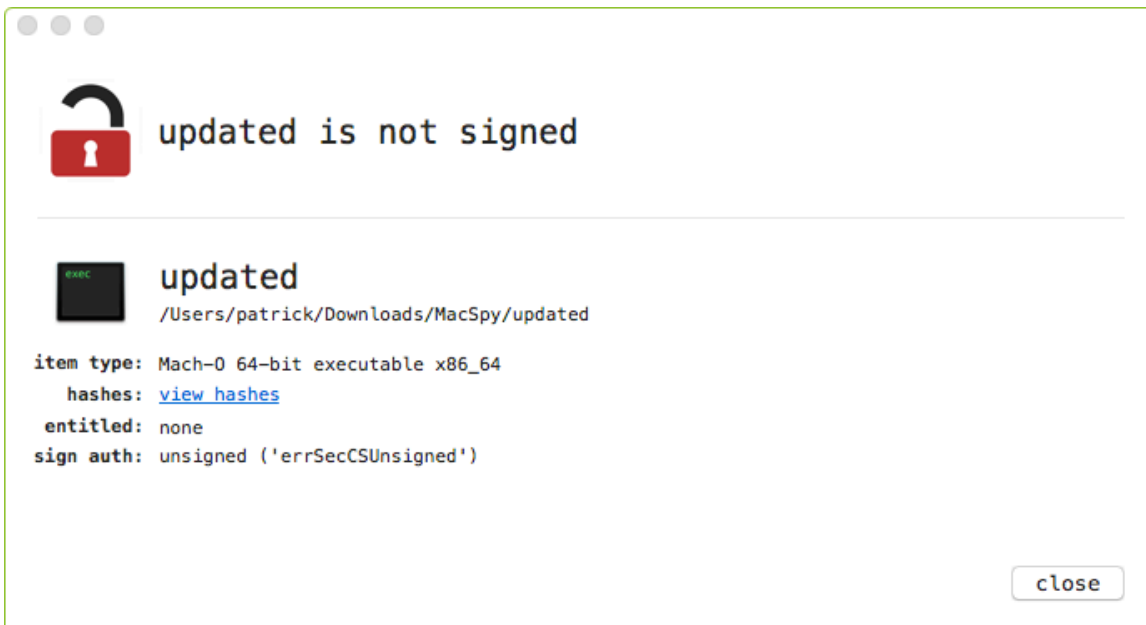 updated is not signed
exec
updated
/Users/patrick/Downloads/MacSpy/updated
item type: Mach-O 64-bit executable x86_64
hashes: view hashes
entitled: none
sign auth: unsigned ('errSecCSUnsigned')
close